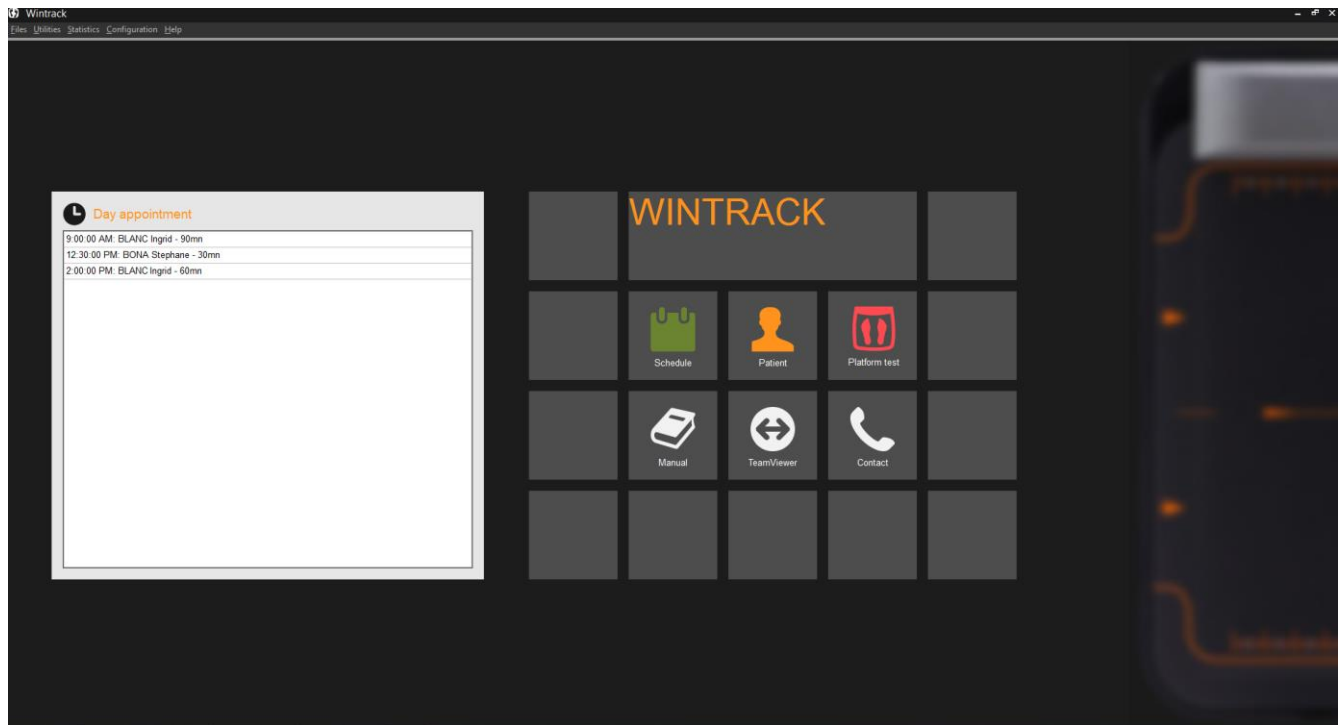 Wintrack
Files Utilities Statistics Configuration Help
Day appointment
9:00:00 AM: BLANC Ingrid - 90mn
12:30:00 PM: BONA Stephane - 30mn
2:00:00 PM: BLANC Ingrid - 60mn
WINTRACK
Schedule Patient Platform test
Manual TeamViewer Contact